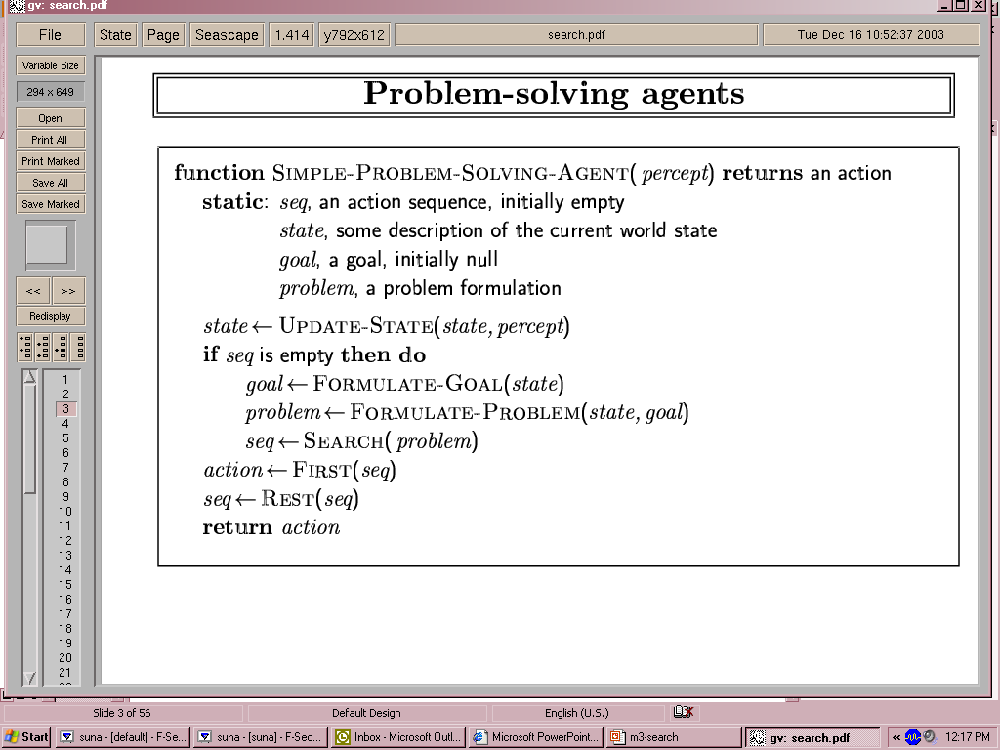 gv: search.pdf
File State Page Seascape 1.414 y792x612 search.pdf Tue Dec 16 10:52:37 2003
Variable Size
294 x 649
Open
Print All
Print Marked
Save All
Save Marked
<< >>
Redisplay
1
2
3
4
5
6
7
8
9
10
11
12
13
14
15
16
17
18
19
20
21
Problem-solving agents
function SIMPLE-PROBLEM-SOLVING-AGENT( percept) returns an action
static: seq, an action sequence, initially empty
state, some description of the current world state
goal, a goal, initially null
problem, a problem formulation
state ← UPDATE-STATE(state, percept)
if seq is empty then do
goal ← FORMULATE-GOAL(state)
problem ← FORMULATE-PROBLEM(state, goal)
seq ← SEARCH( problem)
action ← FIRST(seq)
seq ← REST(seq)
return action
Slide 3 of 56 Default Design English (U.S.)
Start suna - [default] - F-Se... suna - [suna] - F-Sec... Inbox - Microsoft Outl... Microsoft PowerPoint... m3-search gv: search.pdf « 12:17 PM